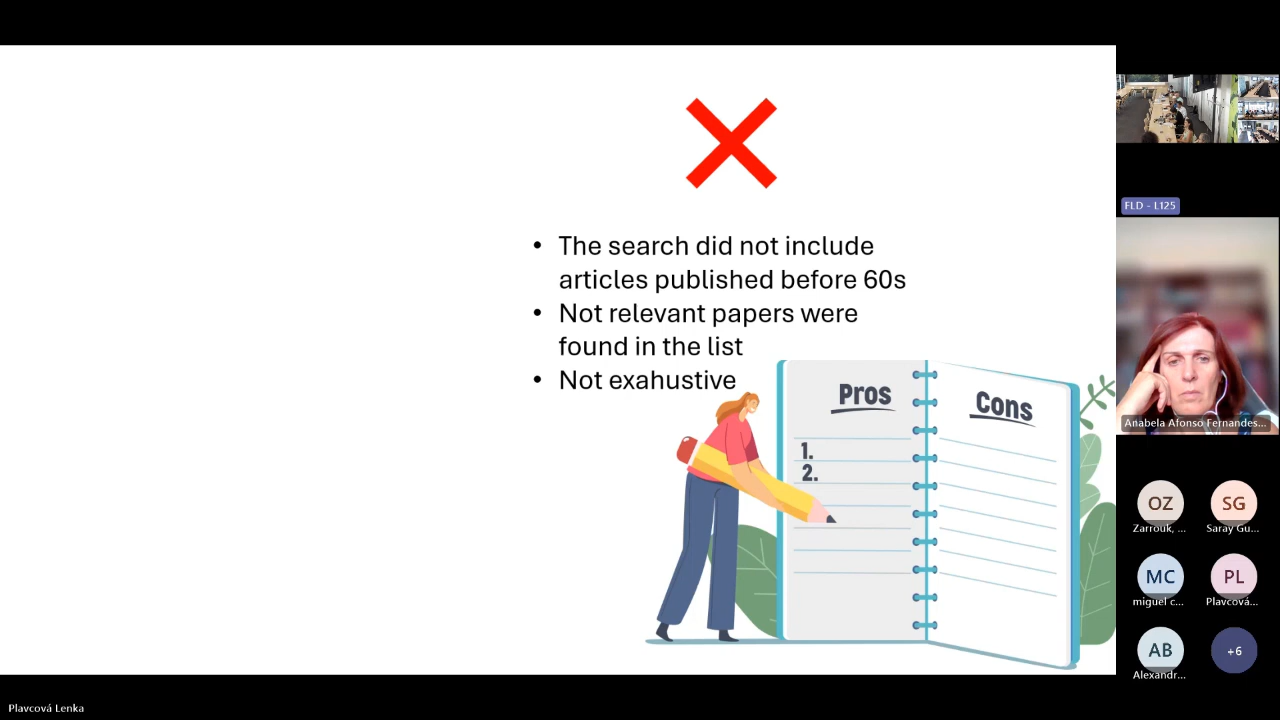 • The search did not include
articles published before 60s
• Not relevant papers were
found in the list
• Not exahustive
Pros
Cons
1.
2.
FLD - L125
Anabela Afonso Fernandes...
OZ
SG
Zarrouk, ...
Saray Gu...
MC
PL
miguel c...
Plavcová...
AB
+6
Alexandr...
Plavcová Lenka